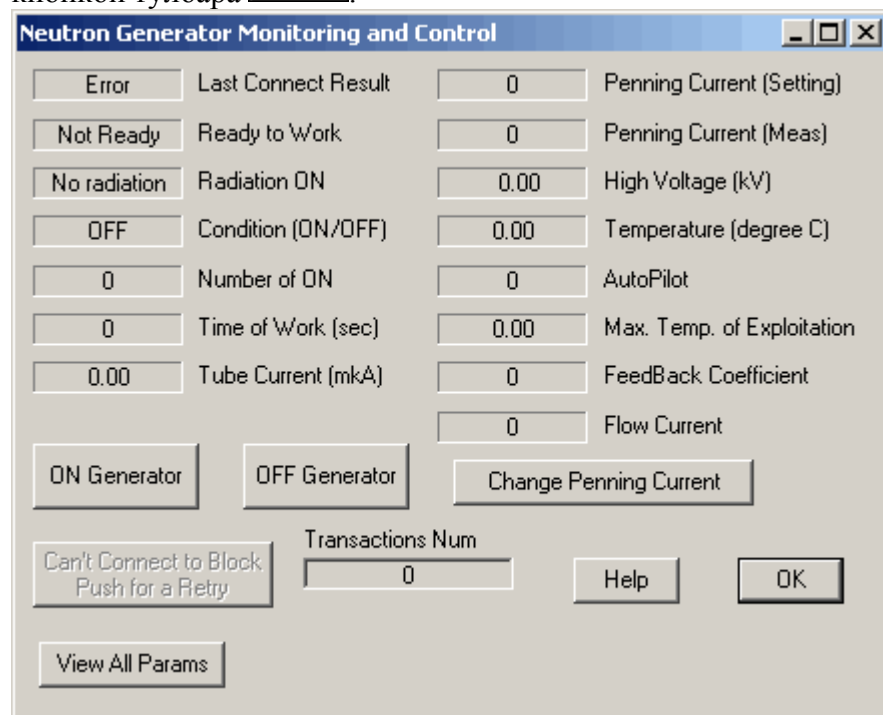 кнопкой тулбара
Neutron Generator Monitoring and Control
Error Last Connect Result 0 Penning Current (Setting)
Not Ready Ready to Work 0 Penning Current (Meas)
No radiation Radiation ON 0.00 High Voltage (kV)
OFF Condition (ON/OFF) 0.00 Temperature (degree C)
0 Number of ON 0 AutoPilot
0 Time of Work (sec) 0.00 Max. Temp. of Exploitation
0.00 Tube Current (mkA) 0 FeedBack Coefficient
0 Flow Current
ON Generator OFF Generator Change Penning Current
Transactions Num
Can't Connect to Block
Push for a Retry
0 Help OK
View All Params